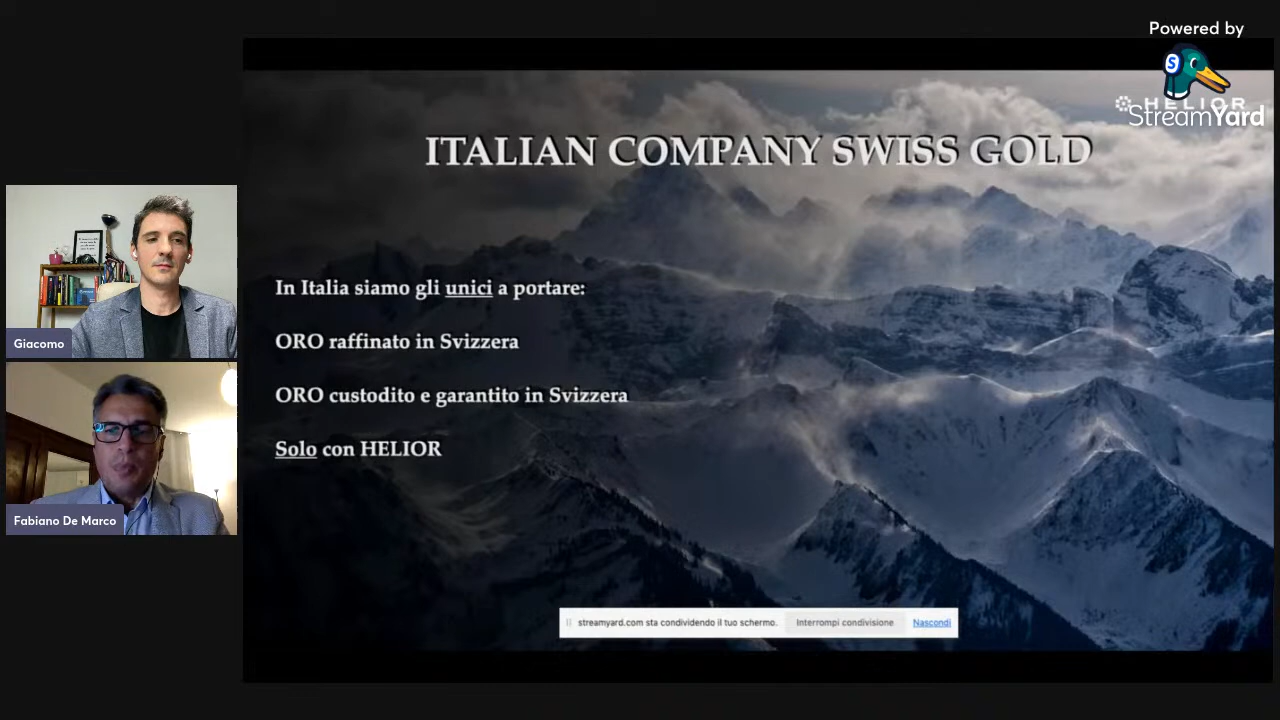 Powered by
HELIOR
StreamYard
ITALIAN COMPANY SWISS GOLD
In Italia siamo gli unici a portare:
ORO raffinato in Svizzera
ORO custodito e garantito in Svizzera
Solo con HELIOR
Giacomo
Fabiano De Marco
streamyard.com sta condividendo il tuo schermo. Interrompi condivisione Nascondi